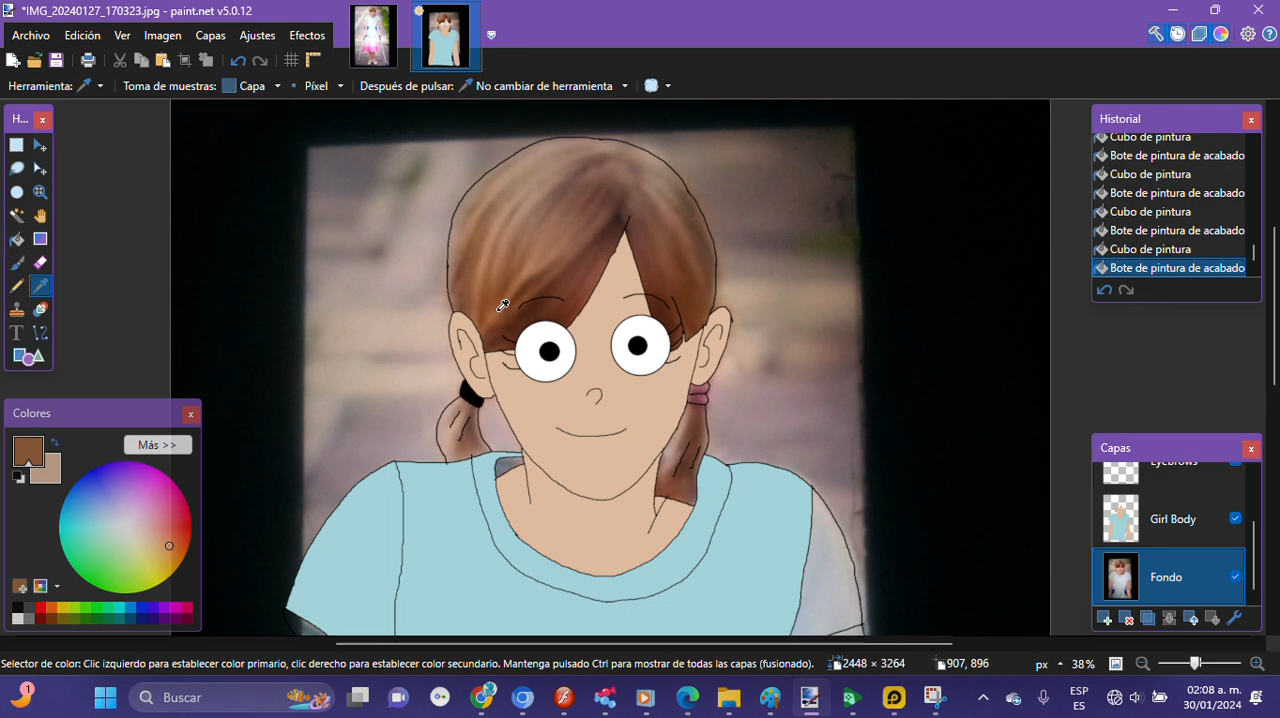 *IMG_20240127_170323.jpg - paint.net v5.0.12
Archivo Edición Ver Imagen Capas Ajustes Efectos
Herramienta: Toma de muestras: Capa Píxel Después de pulsar: No cambiar de herramienta
H...
Historial
Cubo de pintura
Bote de pintura de acabado
Cubo de pintura
Bote de pintura de acabado
Cubo de pintura
Bote de pintura de acabado
Cubo de pintura
Bote de pintura de acabado
Colores
Más >>
Capas
Eyebrows
Girl Body
Fondo
Selector de color: Clic izquierdo para establecer color primario, clic derecho para establecer color secundario. Mantenga pulsado Ctrl para mostrar de todas las capas (fusionado).
2448 × 3264
907, 896
px
38%
1
Buscar
ESP
ES
02:08 a. m.
30/01/2024